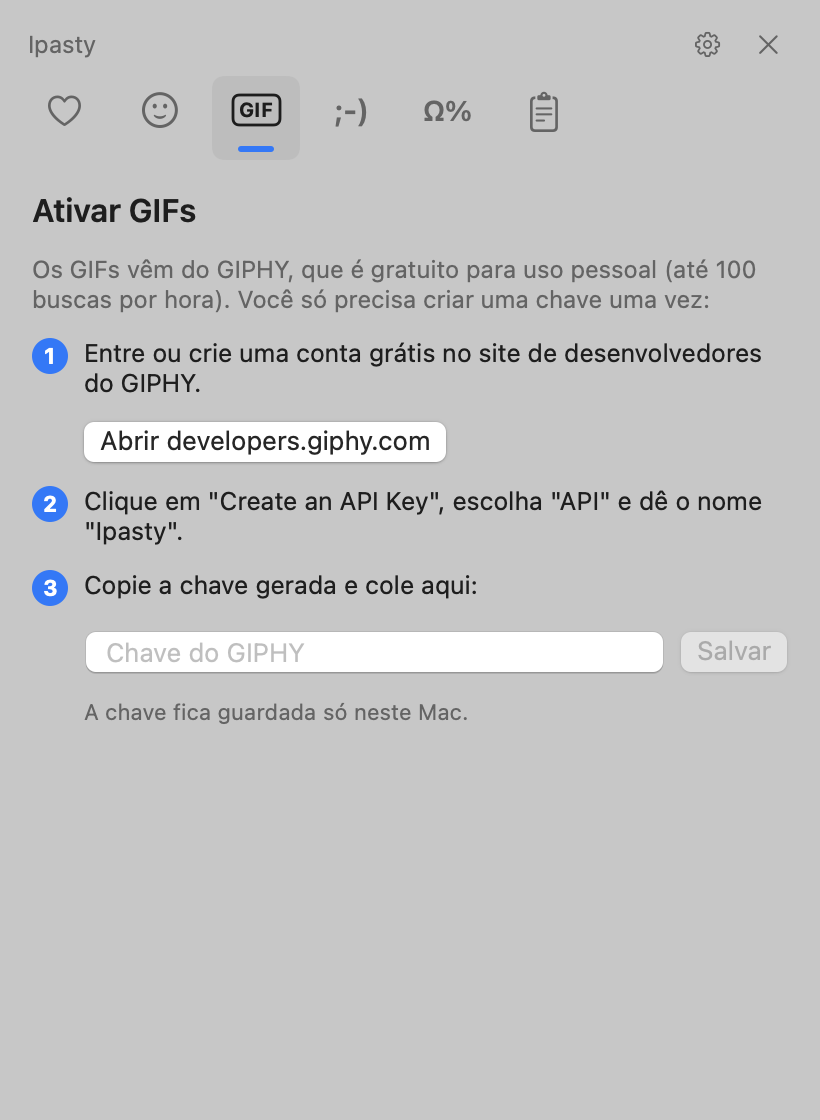 Ipasty
GIF
;-)
Ω%
Ativar GIFs
Os GIFs vêm do GIPHY, que é gratuito para uso pessoal (até 100
buscas por hora). Você só precisa criar uma chave uma vez:
1 Entre ou crie uma conta grátis no site de desenvolvedores
do GIPHY.
Abrir developers.giphy.com
2 Clique em "Create an API Key", escolha "API" e dê o nome
"Ipasty".
3 Copie a chave gerada e cole aqui:
Chave do GIPHY
Salvar
A chave fica guardada só neste Mac.